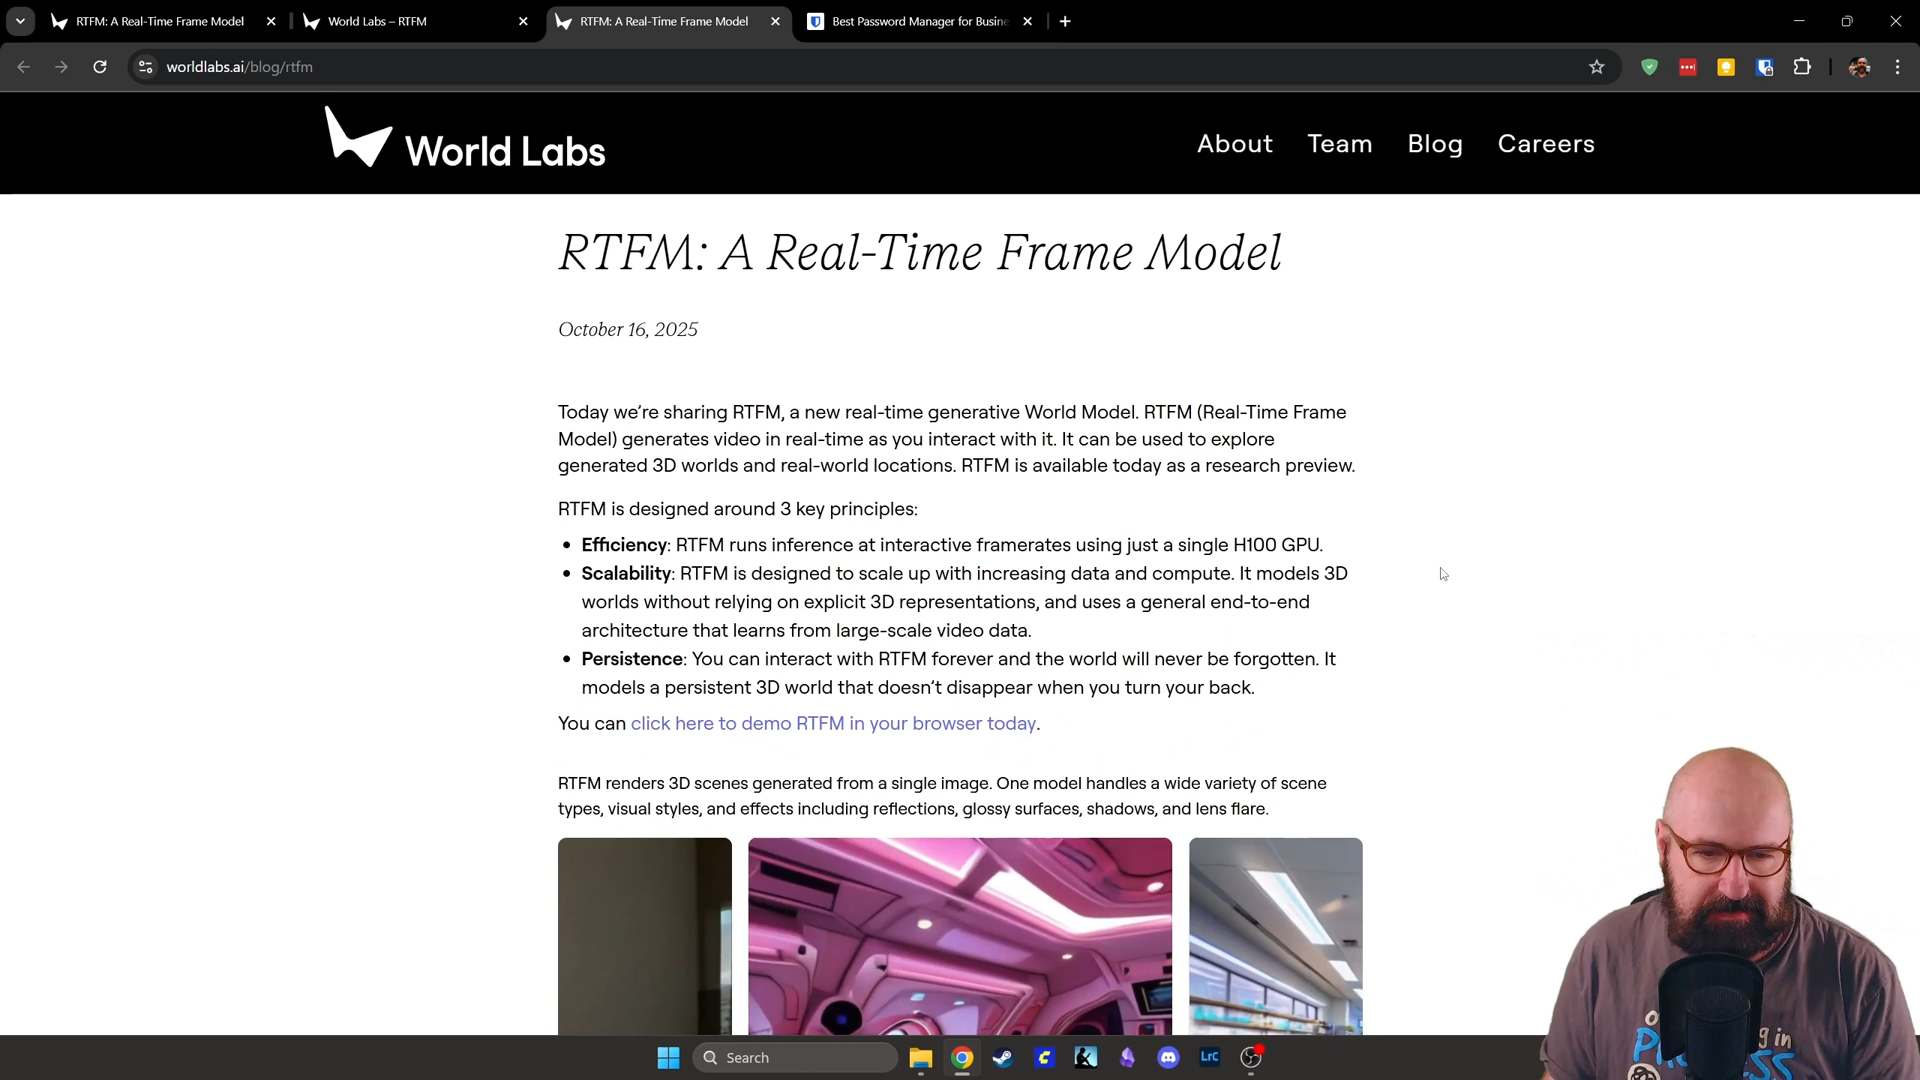 RTFM: A Real-Time Frame Model
World Labs – RTFM
RTFM: A Real-Time Frame Model
Best Password Manager for Busine
worldlabs.ai/blog/rtfm
World Labs
About Team Blog Careers
RTFM: A Real-Time Frame Model
October 16, 2025
Today we're sharing RTFM, a new real-time generative World Model. RTFM (Real-Time Frame
Model) generates video in real-time as you interact with it. It can be used to explore
generated 3D worlds and real-world locations. RTFM is available today as a research preview.
RTFM is designed around 3 key principles:
• Efficiency: RTFM runs inference at interactive framerates using just a single H100 GPU.
• Scalability: RTFM is designed to scale up with increasing data and compute. It models 3D
worlds without relying on explicit 3D representations, and uses a general end-to-end
architecture that learns from large-scale video data.
• Persistence: You can interact with RTFM forever and the world will never be forgotten. It
models a persistent 3D world that doesn't disappear when you turn your back.
You can click here to demo RTFM in your browser today.
RTFM renders 3D scenes generated from a single image. One model handles a wide variety of scene
types, visual styles, and effects including reflections, glossy surfaces, shadows, and lens flare.
Search
LrC